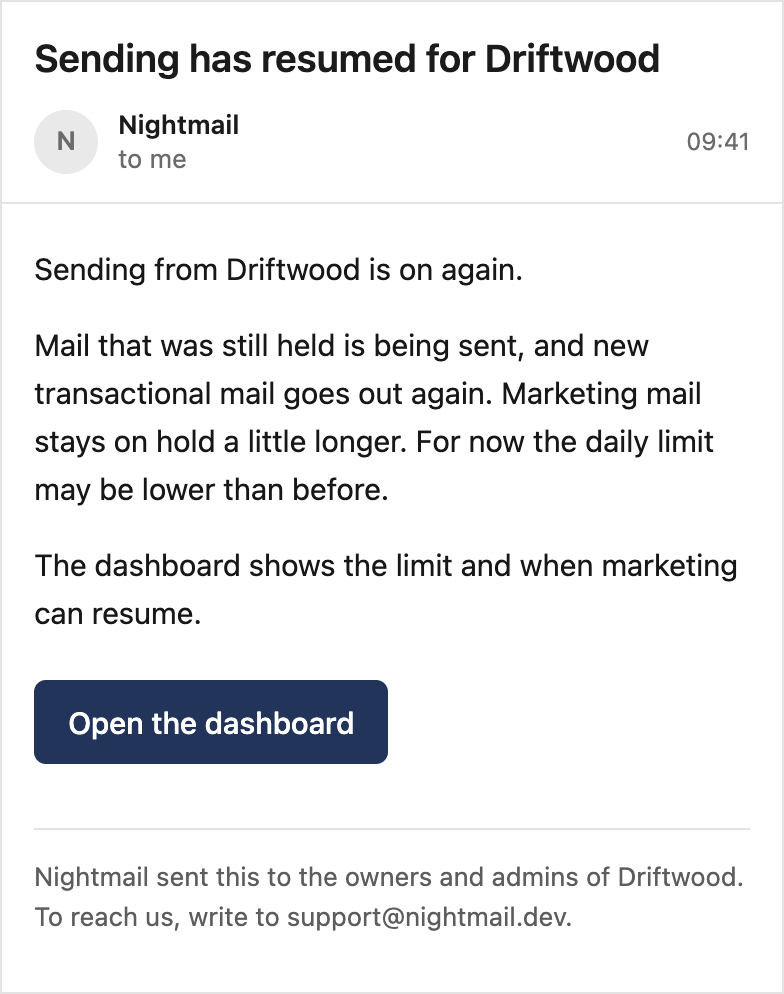 Sending has resumed for Driftwood
N
Nightmail
to me
09:41
Sending from Driftwood is on again.
Mail that was still held is being sent, and new
transactional mail goes out again. Marketing mail
stays on hold a little longer. For now the daily limit
may be lower than before.
The dashboard shows the limit and when marketing
can resume.
Open the dashboard
Nightmail sent this to the owners and admins of Driftwood.
To reach us, write to support@nightmail.dev.